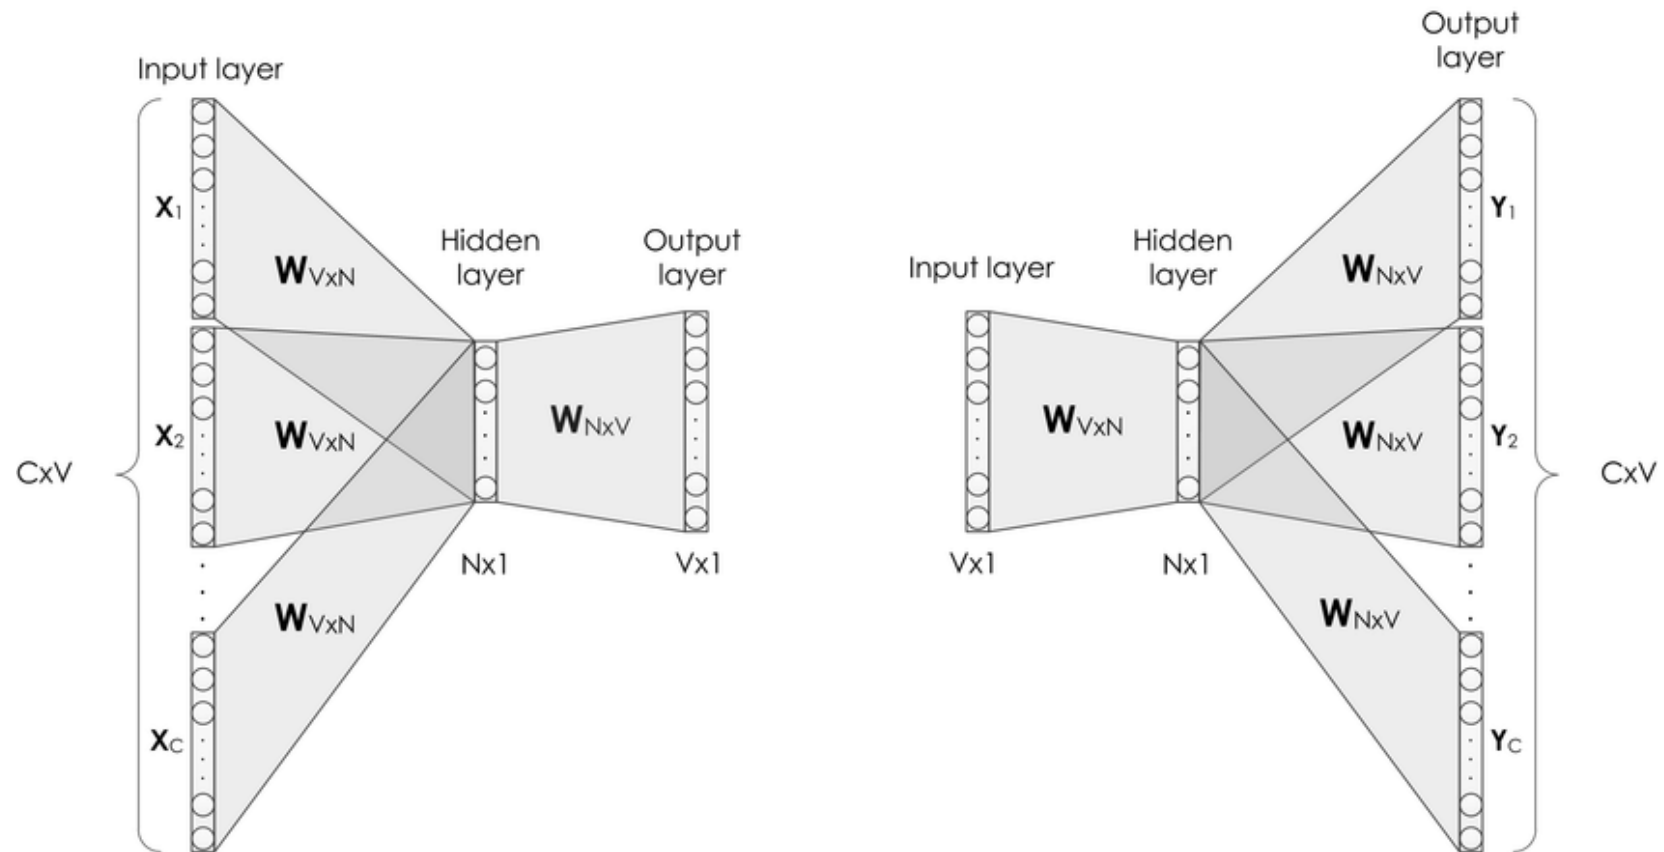 Input layer
X1
WVxN
X2
WVxN
CxV
WVxN
XC
Hidden
layer
Nx1
WNxV
Output
layer
Vx1
Input layer
Vx1
WVxN
Hidden
layer
Nx1
Output
layer
WNxV
Y1
WNxV
Y2
CxV
WNxV
YC